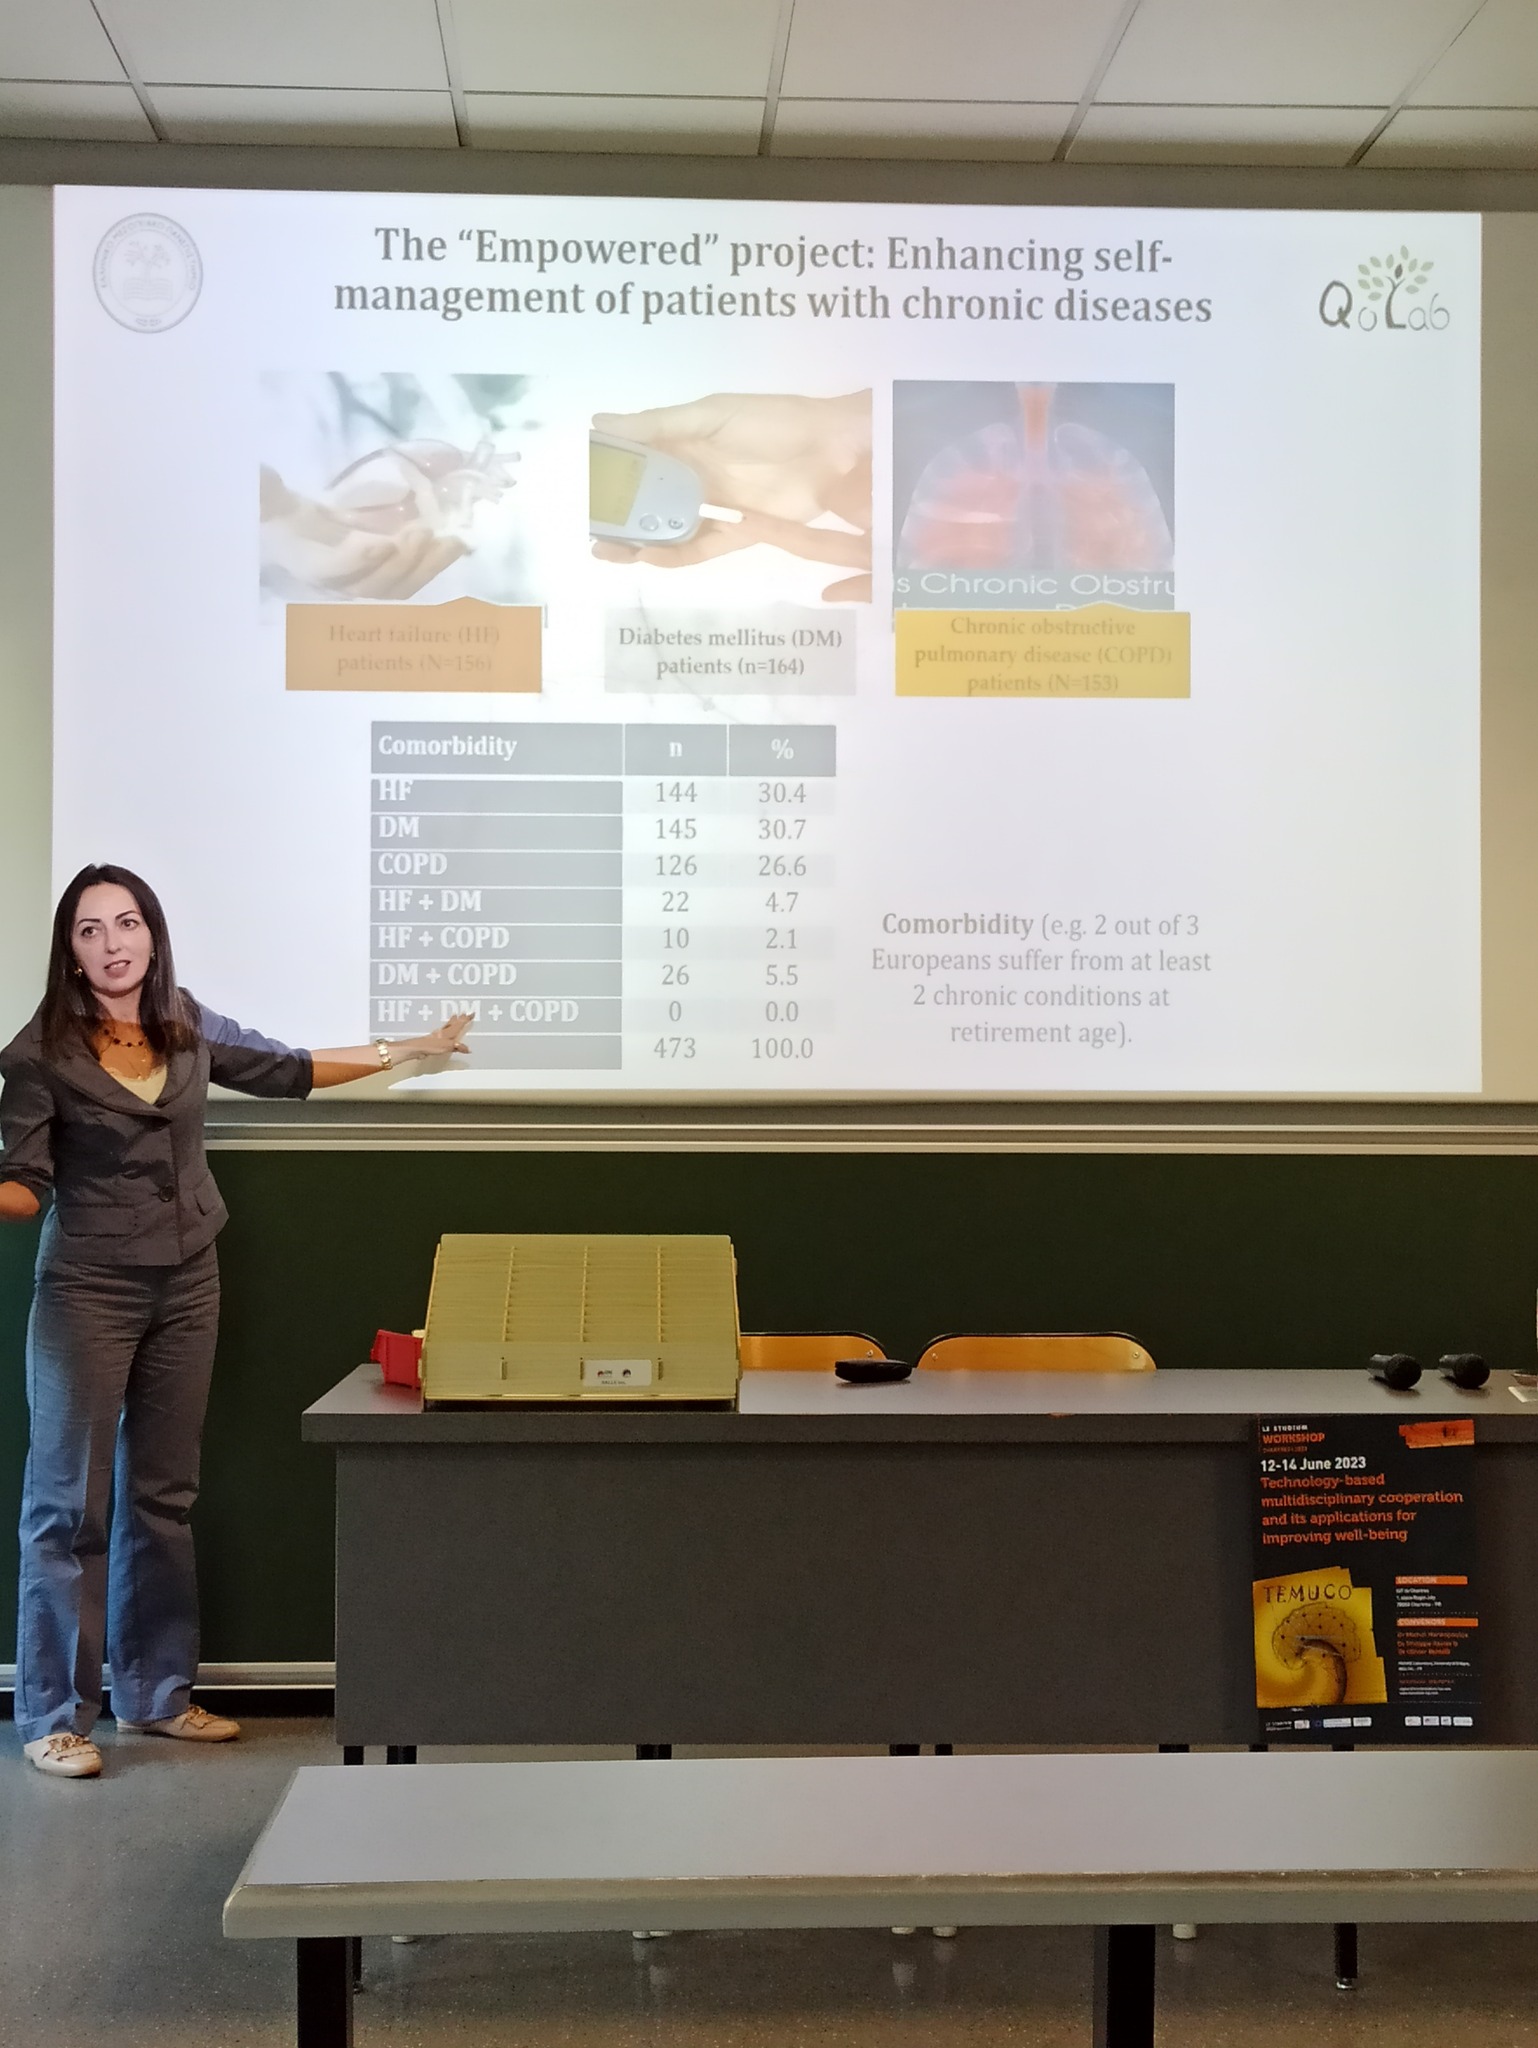 The “Empowered” project: Enhancing self-
management of patients with chronic diseases
QoLab
s Chronic Obstru
Heart failure (HF)
patients (N=156)
Diabetes mellitus (DM)
patients (n=164)
Chronic obstructive
pulmonary disease (COPD)
patients (N=153)
Comorbidity n %
HF 144 30.4
DM 145 30.7
COPD 126 26.6
HF + DM 22 4.7
HF + COPD 10 2.1
DM + COPD 26 5.5
HF + DM + COPD 0 0.0
473 100.0
Comorbidity (e.g. 2 out of 3
Europeans suffer from at least
2 chronic conditions at
retirement age).
LE STUDIUM
WORKSHOP
12-14 June 2023
Technology-based
multidisciplinary cooperation
and its applications for
improving well-being
TEMUCO
LOCATION
CONVENORS